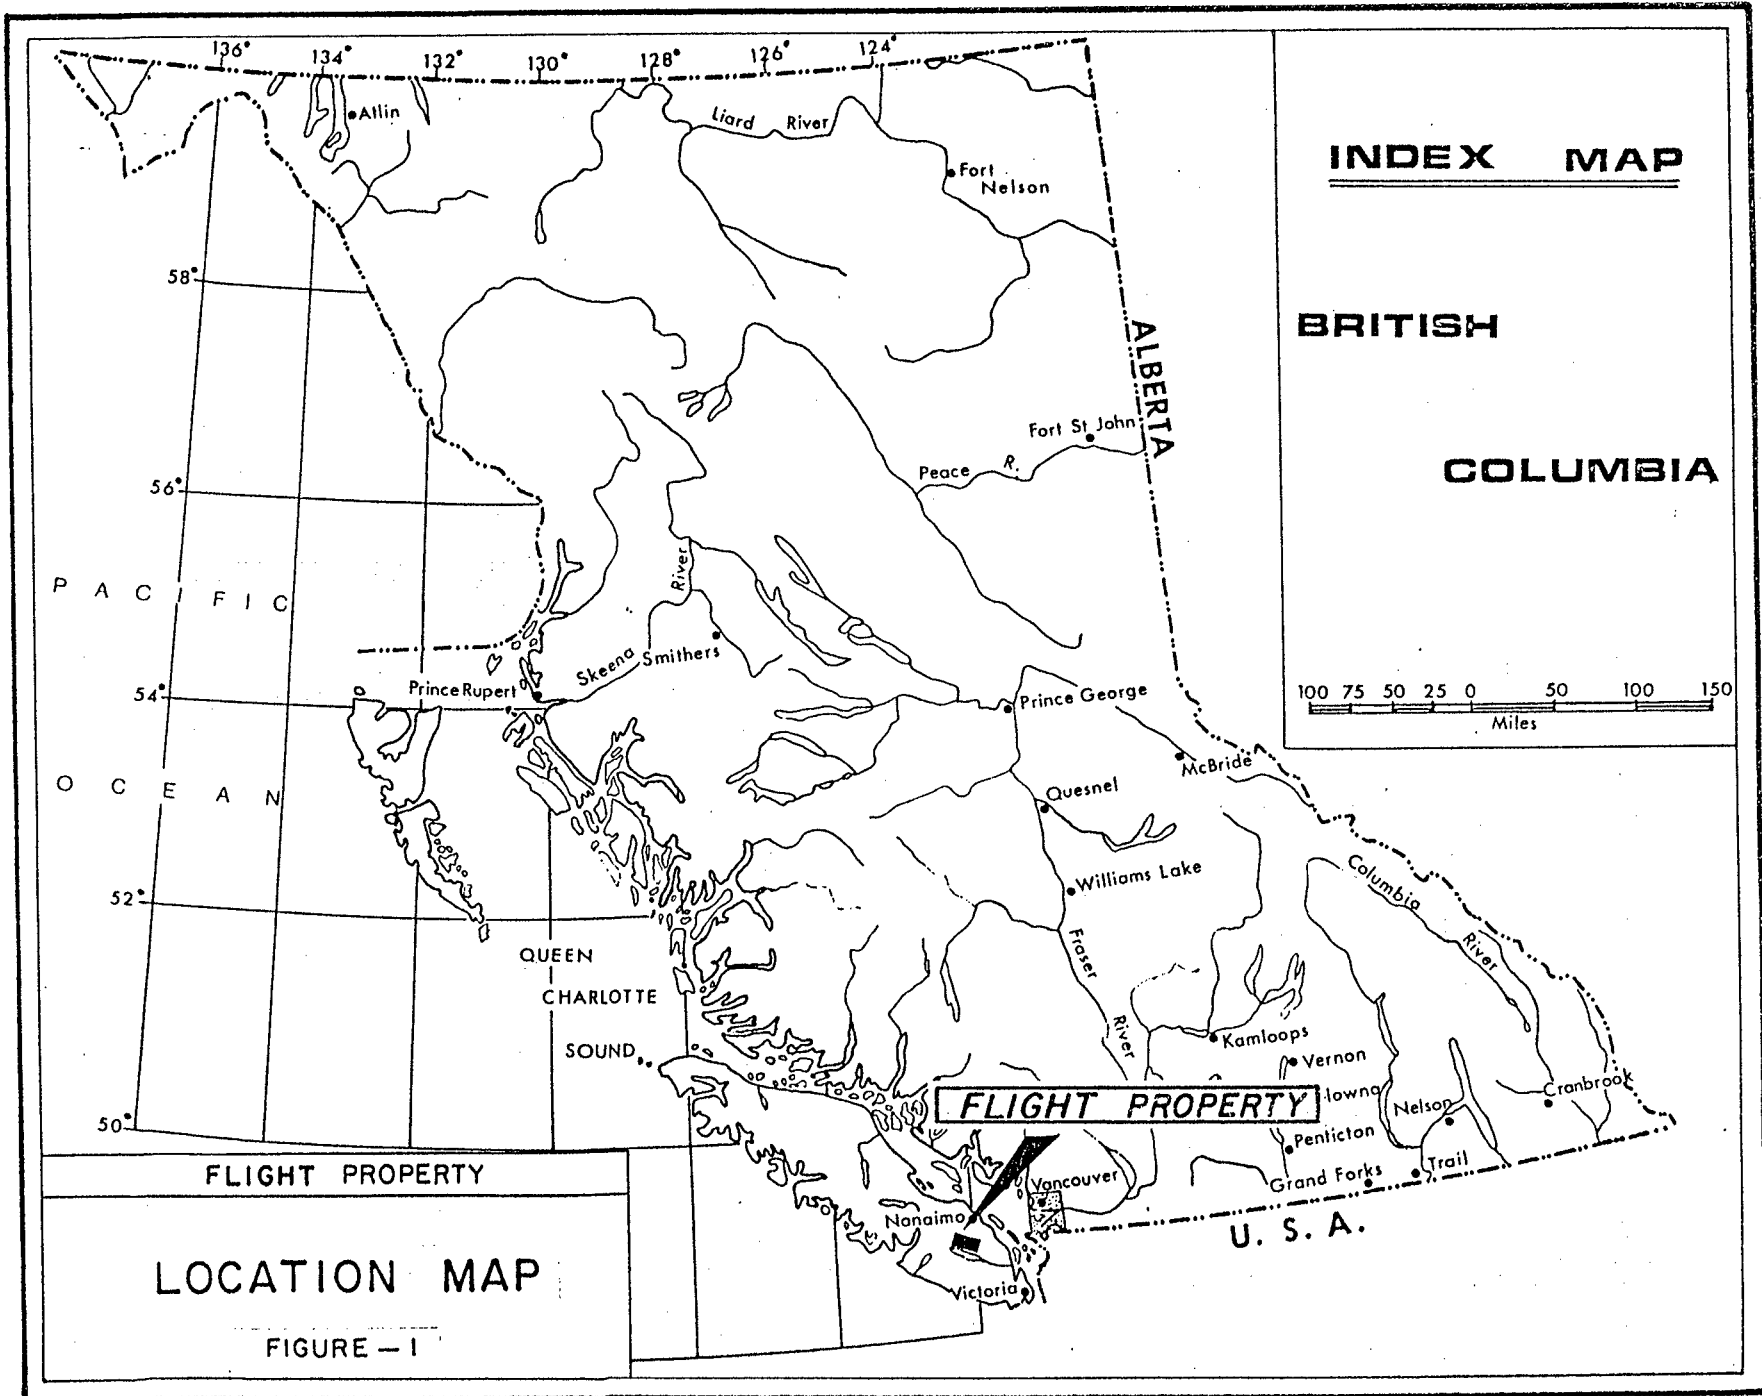 136° 134° 132° 130° 128° 126° 124°
Atlin
Liard River
Fort
Nelson
INDEX MAP
BRITISH
COLUMBIA
58°
ALBERTA
Fort St John
Peace R.
56°
River
PACIFIC
Skeena
Smithers
Prince Rupert
54°
Prince George
100 75 50 25 0 50 100 150
Miles
McBride
OCEAN
Quesnel
Williams Lake
Columbia
River
52°
Fraser
River
QUEEN
CHARLOTTE
SOUND
Kamloops
Vernon
lowna
Cranbrook
Nelson
FLIGHT PROPERTY
50°
Penticton
Trail
Grand Forks
Vancouver
Nanaimo
U. S. A.
Victoria
FLIGHT PROPERTY
LOCATION MAP
FIGURE - 1